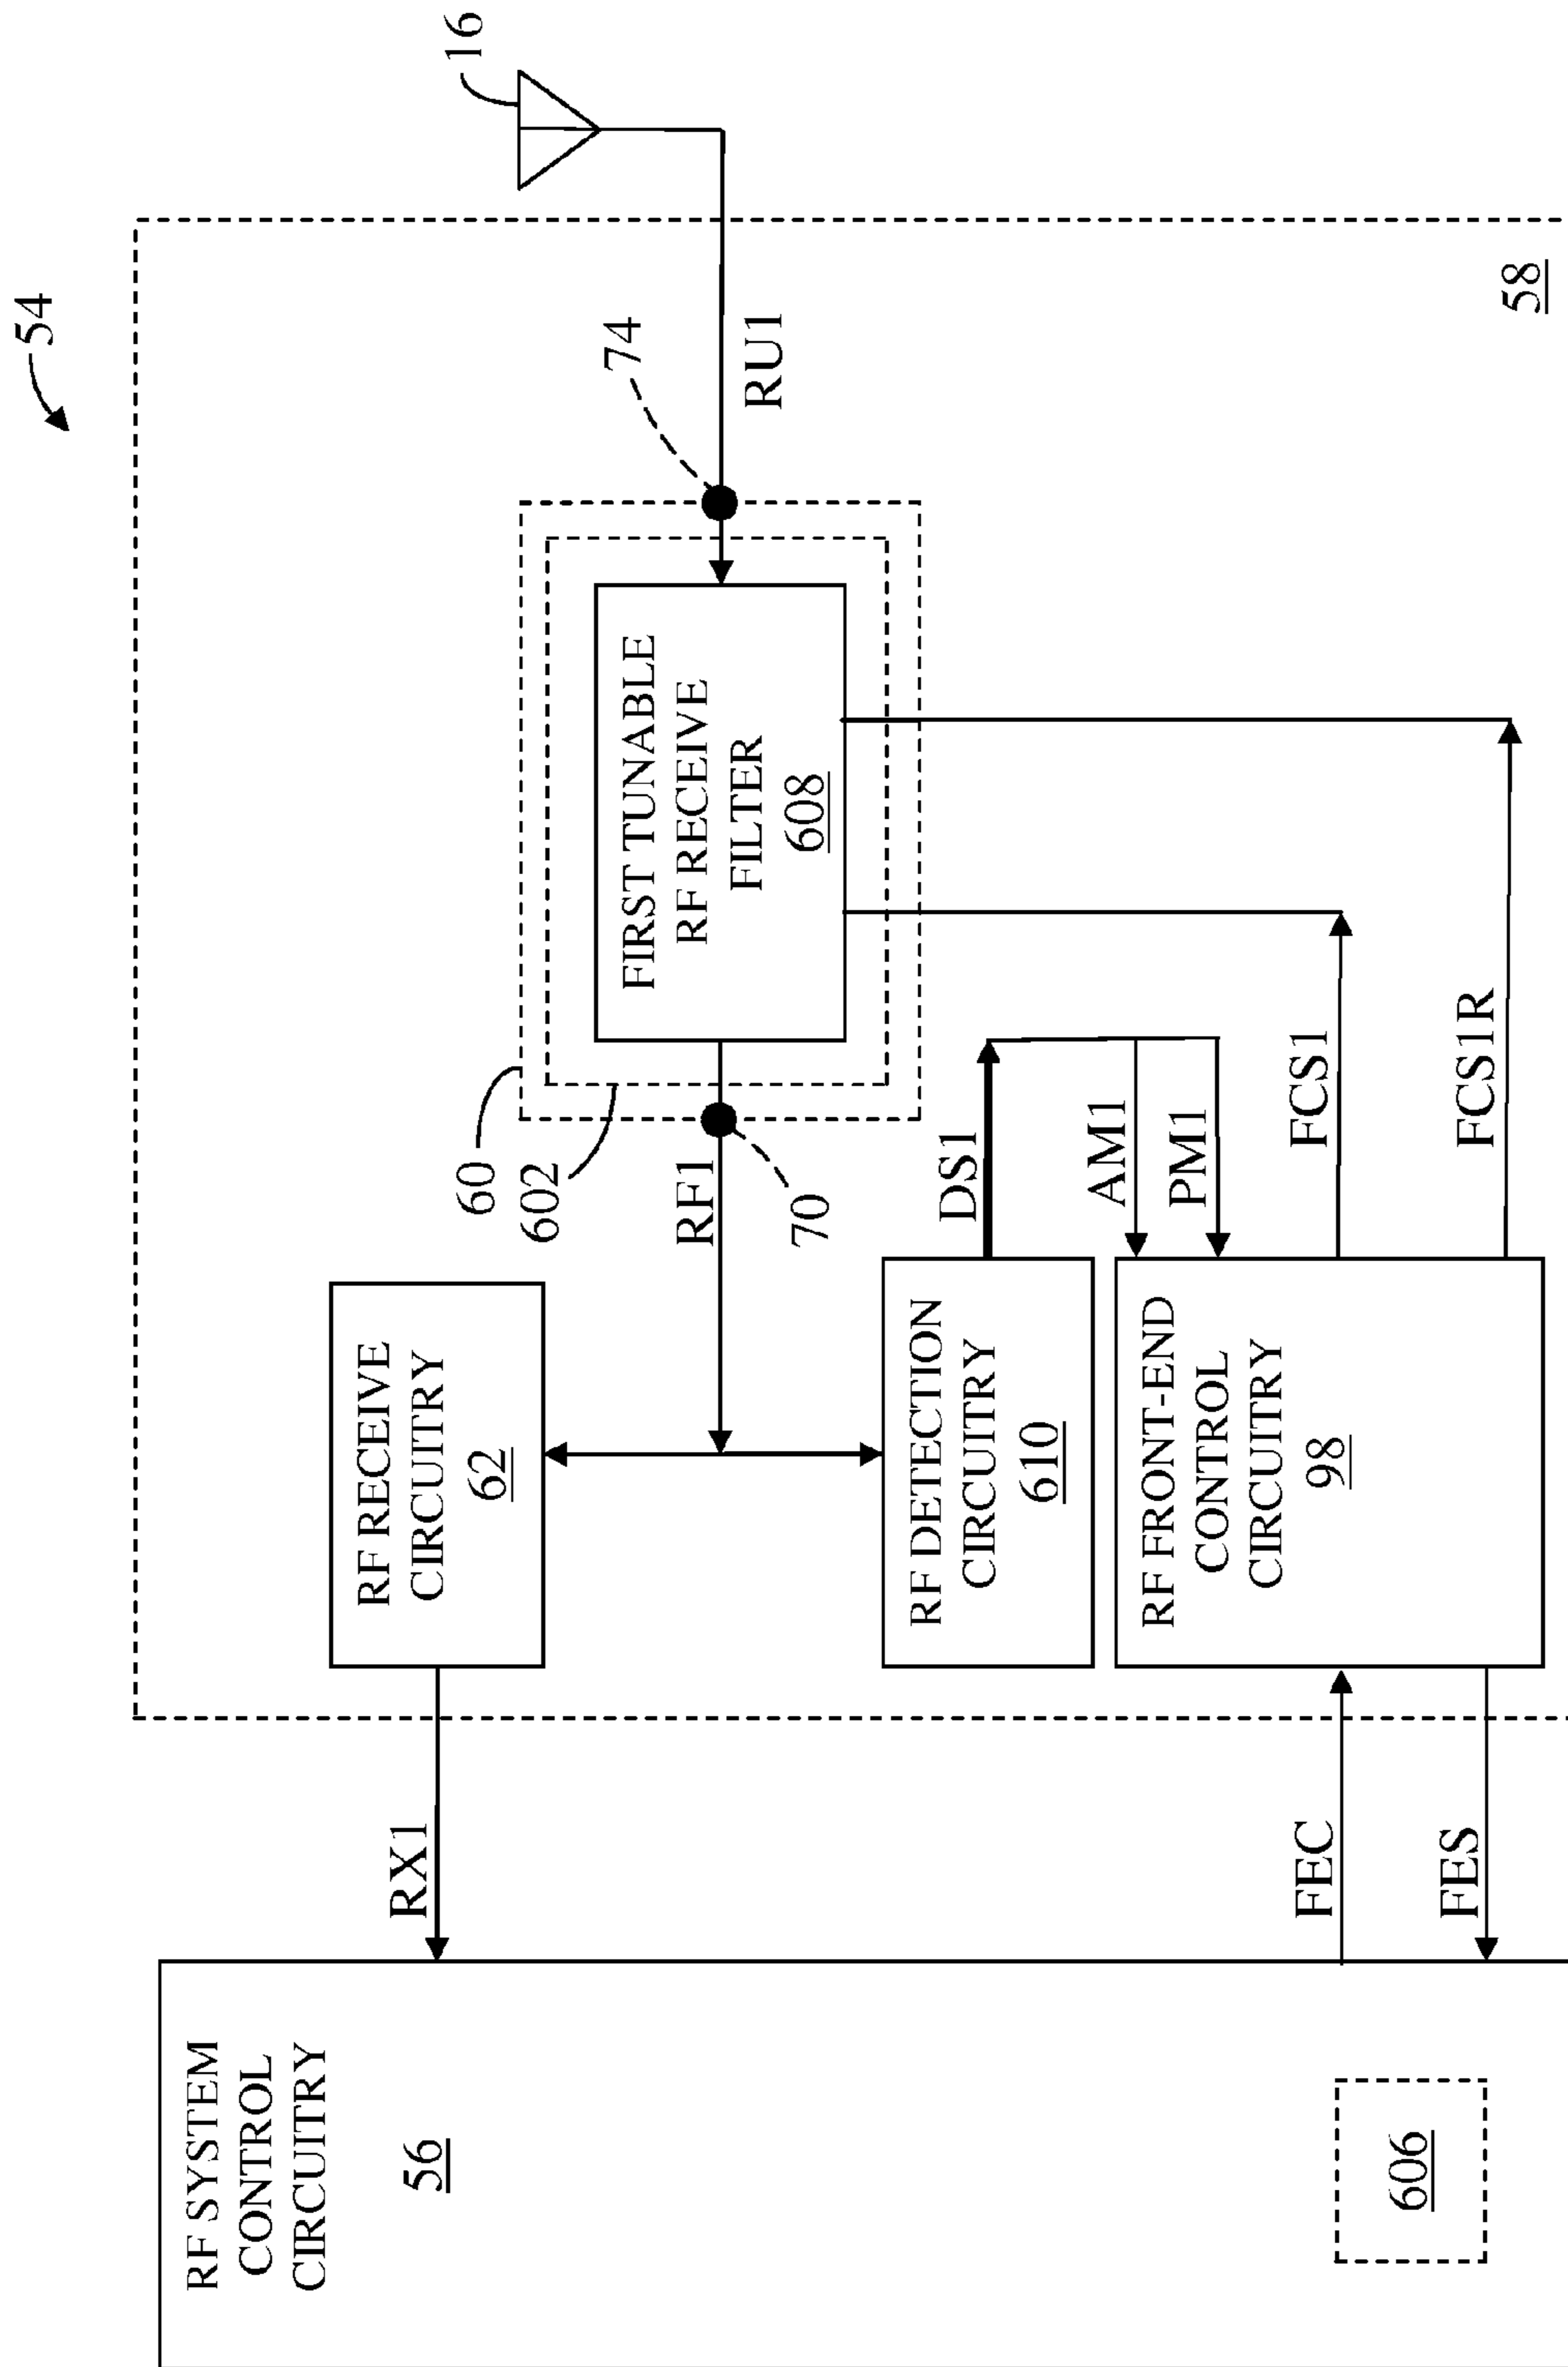 54
RF SYSTEM
CONTROL
CIRCUITRY
56
606
RX1
FEC
FES
RF RECEIVE
CIRCUITRY
62
RF DETECTION
CIRCUITRY
610
RF FRONT-END
CONTROL
CIRCUITRY
98
60
602
RF1
70
DS1
AM1
PM1
FCS1
FCS1R
FIRST TUNABLE
RF RECEIVE
FILTER
608
74
RU1
16
58